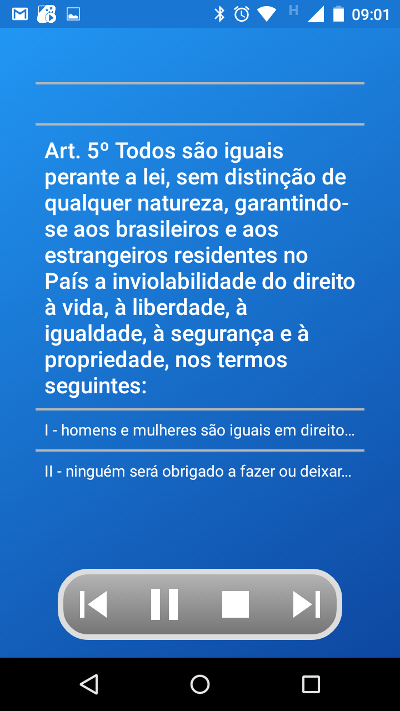 H
09:01
Art. 5º Todos são iguais
perante a lei, sem distinção de
qualquer natureza, garantindo-
se aos brasileiros e aos
estrangeiros residentes no
País a inviolabilidade do direito
à vida, à liberdade, à
igualdade, à segurança e à
propriedade, nos termos
seguintes:
I - homens e mulheres são iguais em direito...
II - ninguém será obrigado a fazer ou deixar...